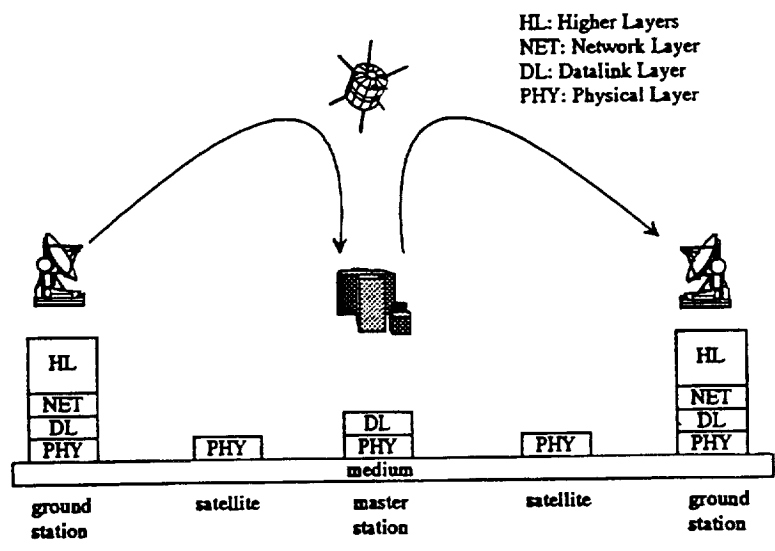 HL: Higher Layers
NET: Network Layer
DL: Datalink Layer
PHY: Physical Layer
HL
NET
DL
PHY
PHY
DL
PHY
PHY
HL
NET
DL
PHY
medium
ground
station
satellite
master
station
satellite
ground
station